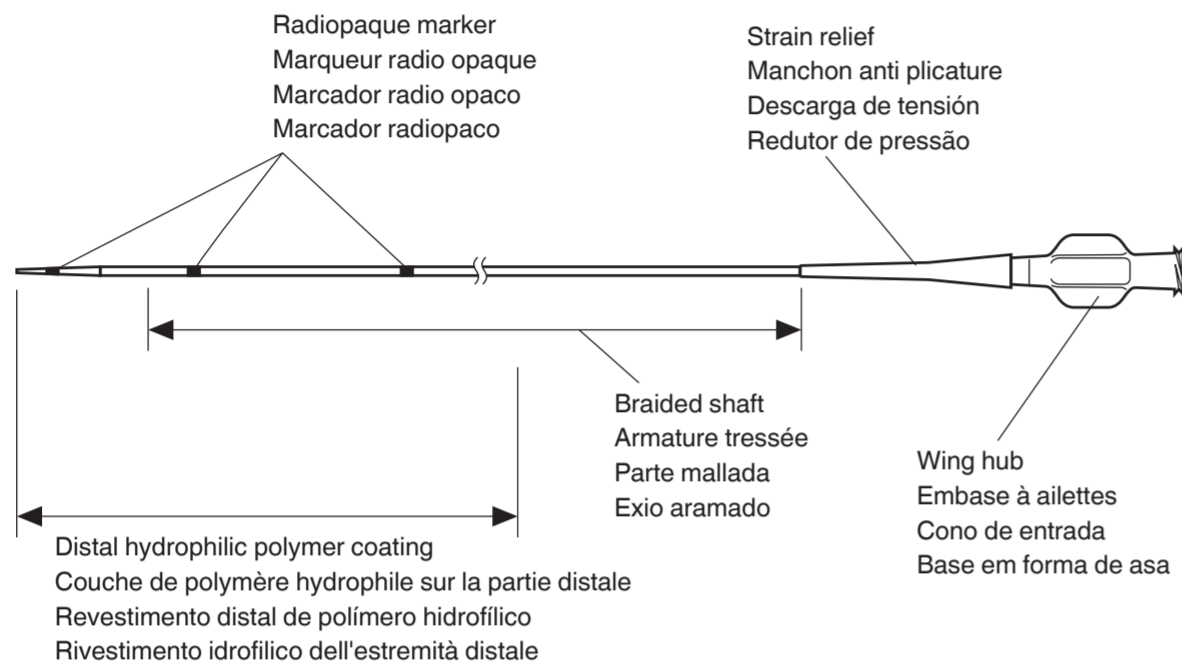 Radiopaque marker
Marqueur radio opaque
Marcador radio opaco
Marcador radiopaco
Strain relief
Manchon anti plicature
Descarga de tensión
Redutor de pressão
Braided shaft
Armature tressée
Parte mallada
Exio aramado
Wing hub
Embase à ailettes
Cono de entrada
Base em forma de asa
Distal hydrophilic polymer coating
Couche de polymère hydrophile sur la partie distale
Revestimento distal de polímero hidrofílico
Rivestimento idrofilico dell'estremità distale